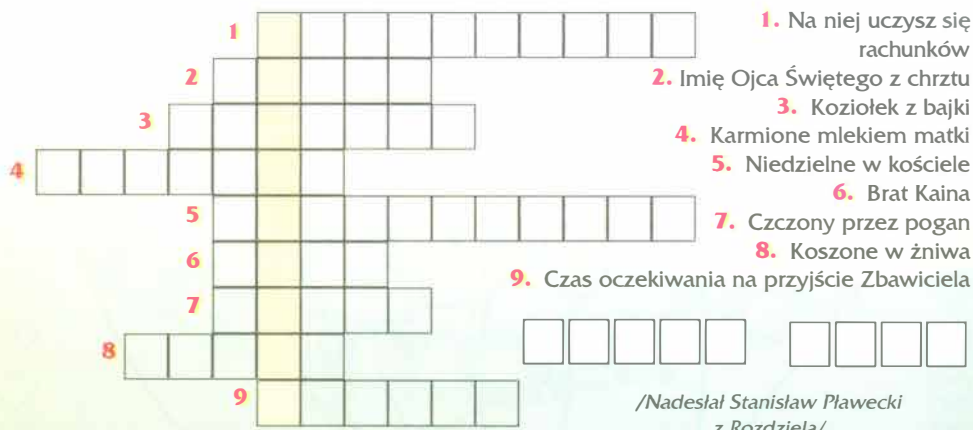 1
2
3
4
5
6
7
8
9
1. Na niej uczysz się
rachunków
2. Imię Ojca Świętego z chrztu
3. Koziołek z bajki
4. Karmione mlekiem matki
5. Niedzielne w kościele
6. Brat Kaina
7. Czczony przez pogan
8. Koszone w żniwa
9. Czas oczekiwania na przyjście Zbawiciela
/Nadesłał Stanisław Pławecki
z Rozdziela/